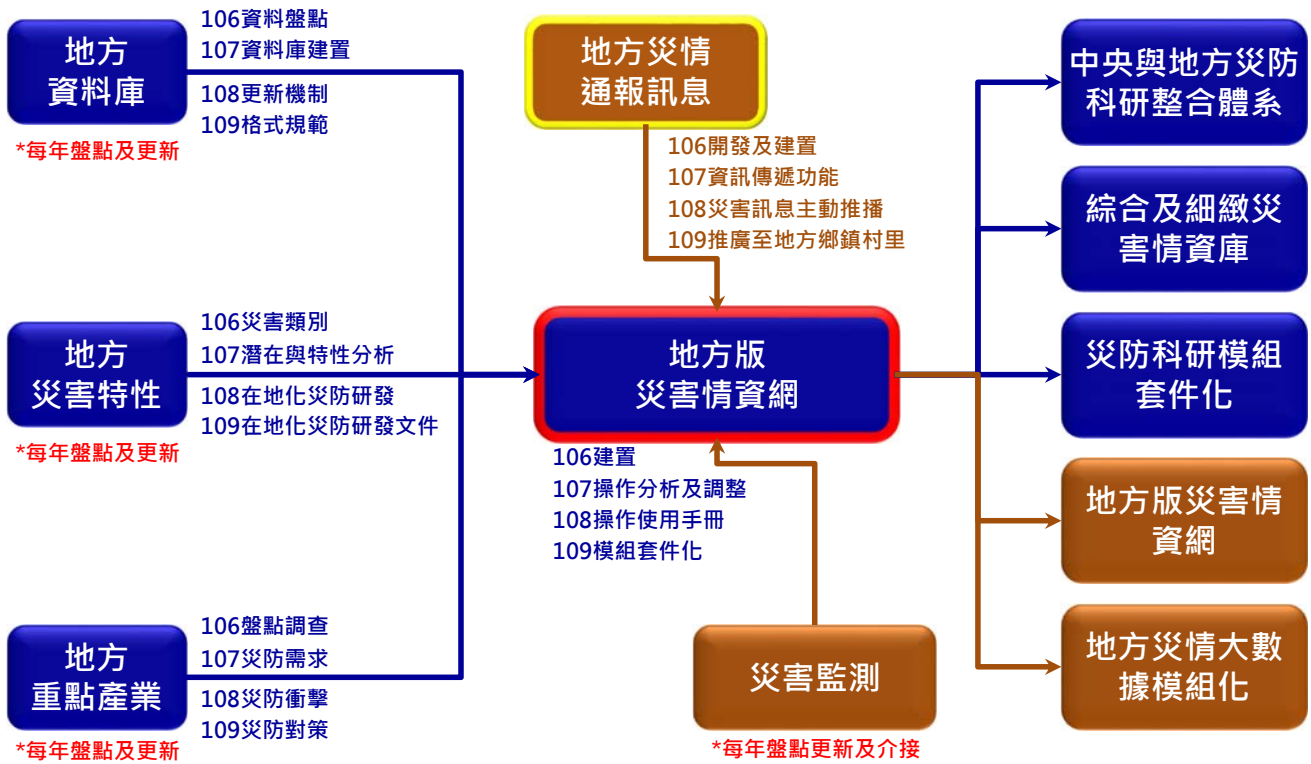 地方
資料庫
106資料盤點
107資料庫建置
108更新機制
109格式規範
*每年盤點及更新
地方災情
通報訊息
106開發及建置
107資訊傳遞功能
108災害訊息主動推播
109推廣至地方鄉鎮村里
地方
災害特性
106災害類別
107潛在與特性分析
108在地化災防研發
109在地化災防研發文件
*每年盤點及更新
地方版
災害情資網
106建置
107操作分析及調整
108操作使用手冊
109模組套件化
地方
重點產業
106盤點調查
107災防需求
108災防衝擊
109災防對策
*每年盤點及更新
災害監測
*每年盤點更新及介接
中央與地方災防
科研整合體系
綜合及細緻災
害情資庫
災防科研模組
套件化
地方版災害情
資網
地方災情大數
據模組化